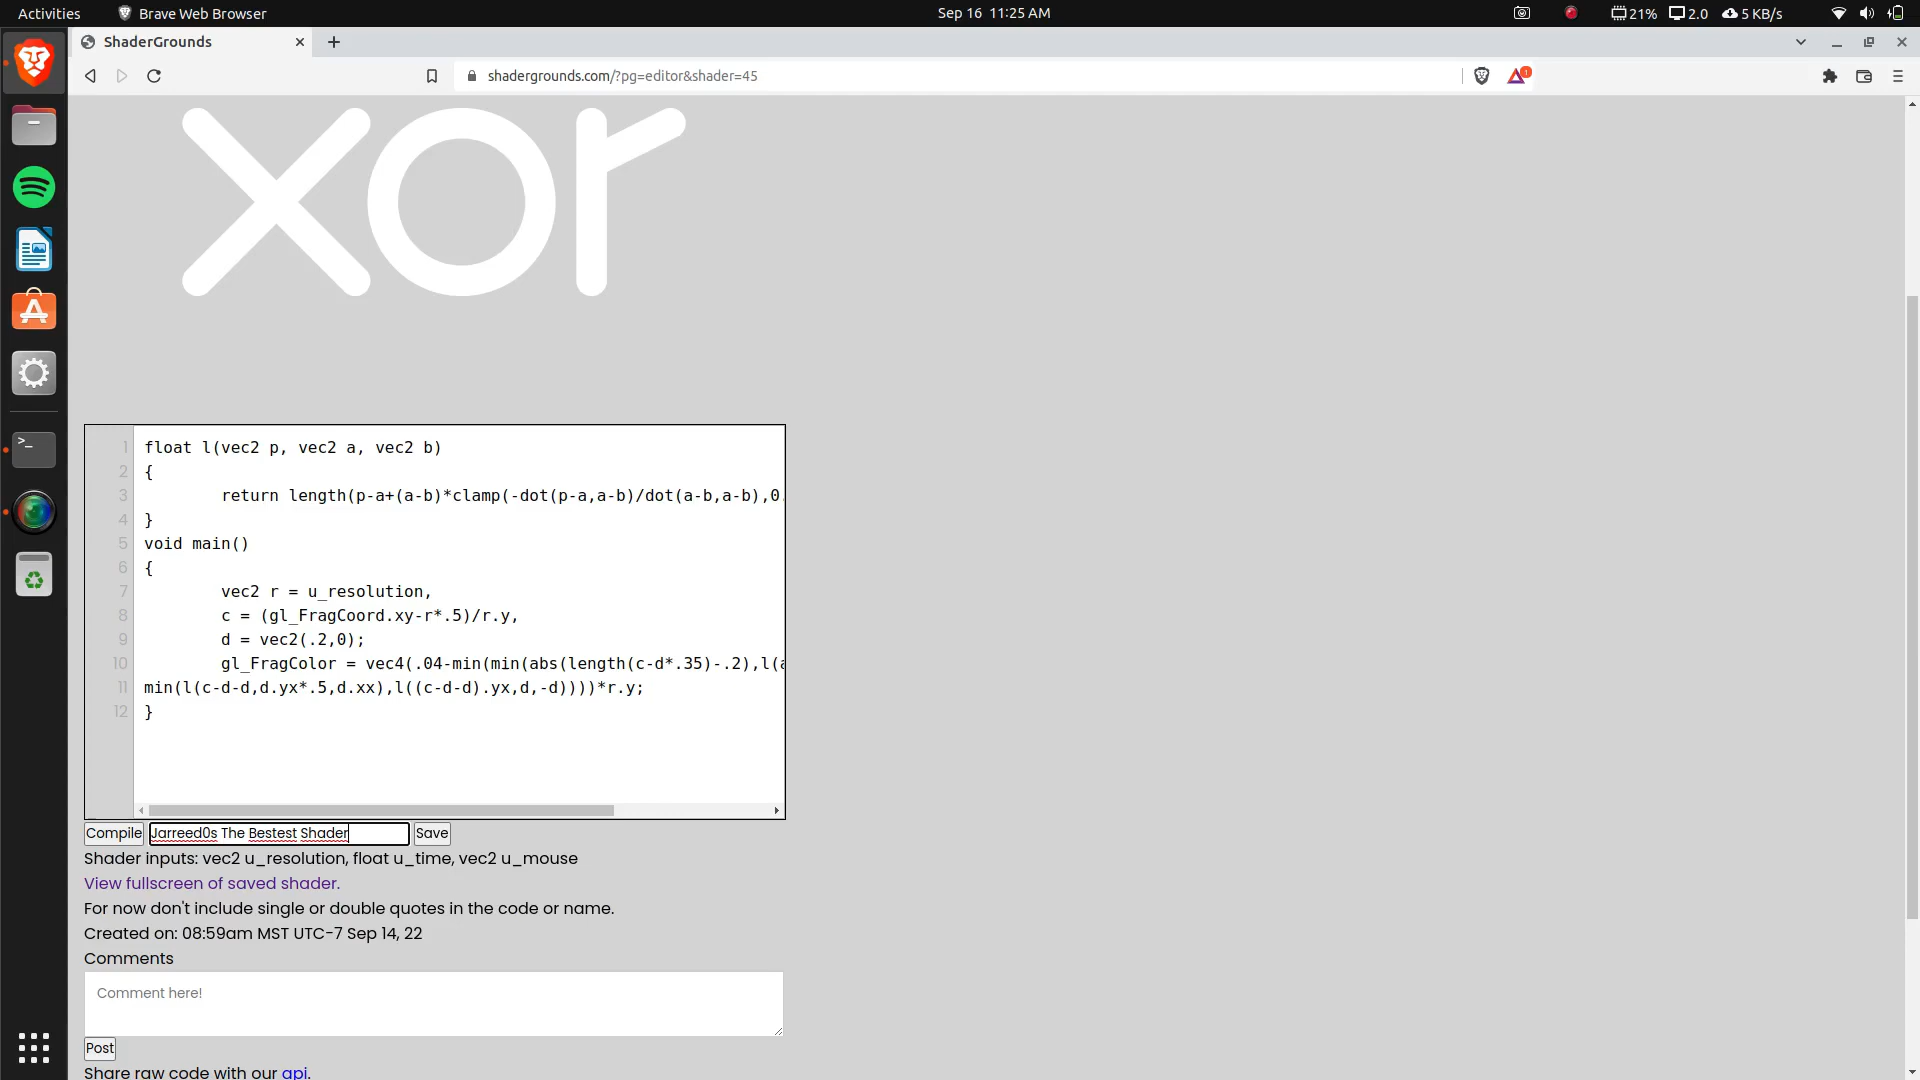 Activities
Brave Web Browser
Sep 16 11:25 AM
21%
2.0
5 KB/s
ShaderGrounds
shadergrounds.com/?pg=editor&shader=45
1
xor
1 float l(vec2 p, vec2 a, vec2 b)
2 {
3 return length(p-a+(a-b)*clamp(-dot(p-a,a-b)/dot(a-b,a-b),0.
4 }
5 void main()
6 {
7 vec2 r = u_resolution,
8 c = (gl_FragCoord.xy-r*.5)/r.y,
9 d = vec2(.2,0);
10 gl_FragColor = vec4(.04-min(min(abs(length(c-d*.35)-.2),l(a
11 min(l(c-d-d,d.yx*.5,d.xx),l((c-d-d).yx,d,-d))))*r.y;
12 }
Compile
Jarreed0s The Bestest Shader
Save
Shader inputs: vec2 u_resolution, float u_time, vec2 u_mouse
View fullscreen of saved shader.
For now don't include single or double quotes in the code or name.
Created on: 08:59am MST UTC-7 Sep 14, 22
Comments
Comment here!
Post
Share raw code with our api.